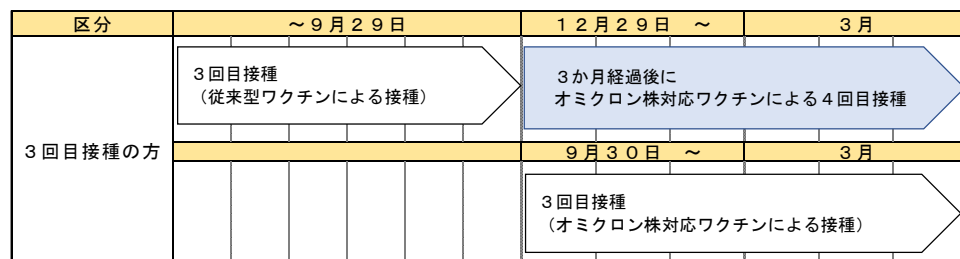 区分
～９月２９日
１２月２９日　～
３月
３回目接種
（従来型ワクチンによる接種）
３か月経過後に
オミクロン株対応ワクチンによる４回目接種
３回目接種の方
９月３０日　～
３月
３回目接種
（オミクロン株対応ワクチンによる接種）